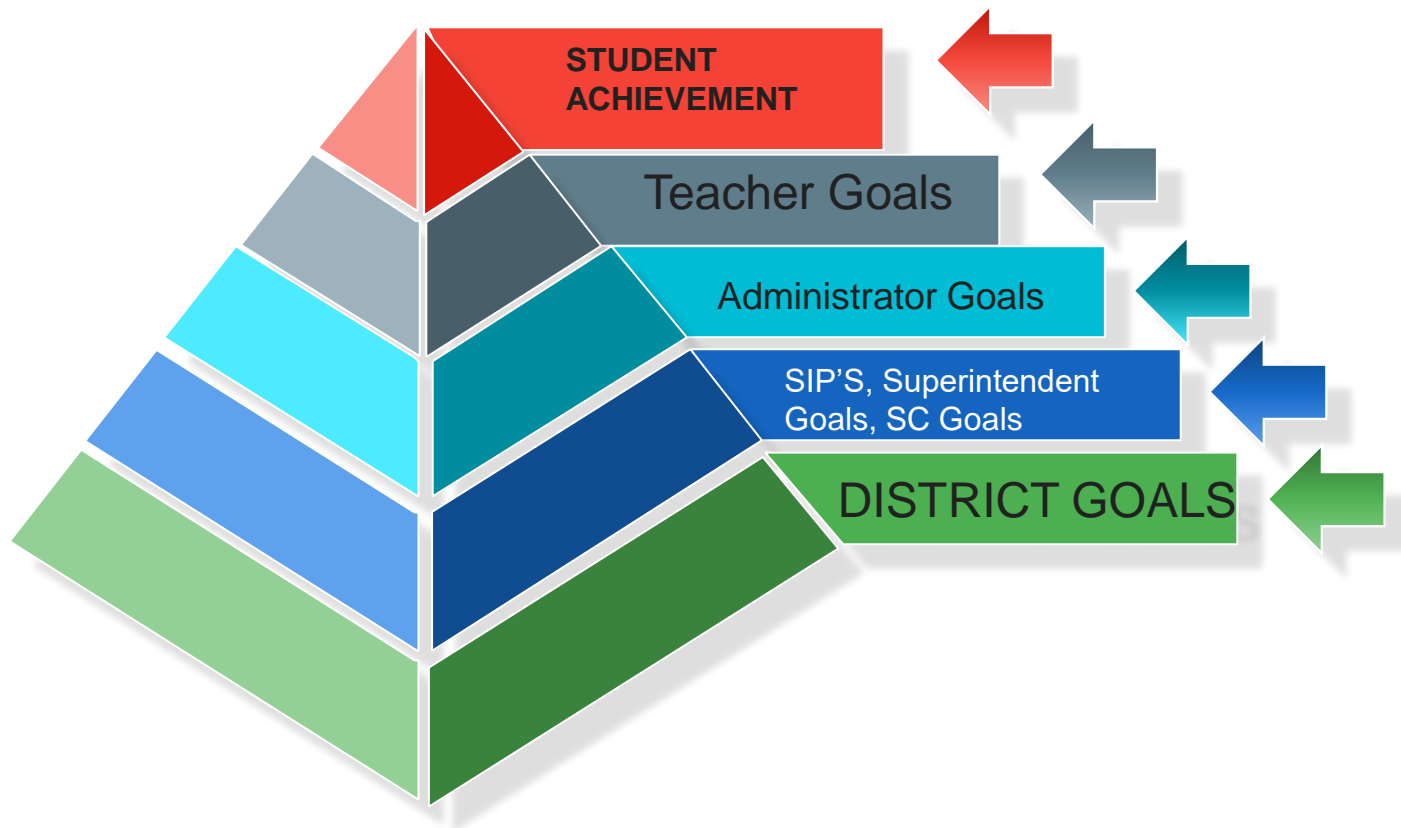 STUDENT
ACHIEVEMENT
Teacher Goals
Administrator Goals
SIP’S, Superintendent
Goals, SC Goals
DISTRICT GOALS